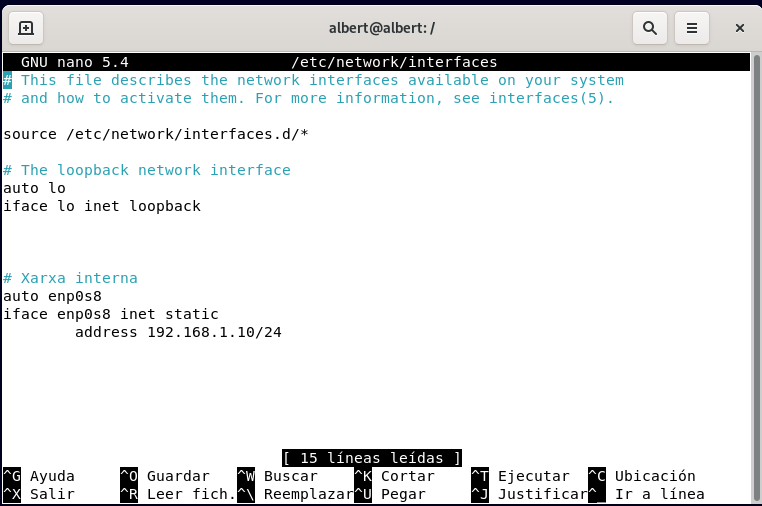 albert@albert: /
GNU nano 5.4 /etc/network/interfaces
# This file describes the network interfaces available on your system
# and how to activate them. For more information, see interfaces(5).
source /etc/network/interfaces.d/*
# The loopback network interface
auto lo
iface lo inet loopback
# Xarxa interna
auto enp0s8
iface enp0s8 inet static
address 192.168.1.10/24
[ 15 líneas leídas ]
^G Ayuda ^O Guardar ^W Buscar ^K Cortar ^T Ejecutar ^C Ubicación
^X Salir ^R Leer fich. ^\ Reemplazar ^U Pegar ^J Justificar ^_ Ir a línea